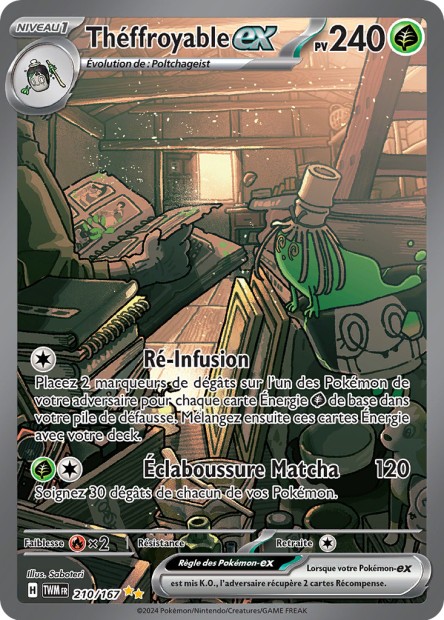 NIVEAU 1
Théffroyable ex PV 240
Évolution de : Poltchageist
Ré-Infusion
Placez 2 marqueurs de dégâts sur l'un des Pokémon de
votre adversaire pour chaque carte Énergie de base dans
votre pile de défausse. Mélangez ensuite ces cartes Énergie
avec votre deck.
Éclaboussure Matcha 120
Soignez 30 dégâts de chacun de vos Pokémon.
Faiblesse ×2 Résistance Retraite
Illus. Saboteri
Règle des Pokémon-ex Lorsque votre Pokémon-ex
est mis K.O., l'adversaire récupère 2 cartes Récompense.
H TWM FR 210/167
©2024 Pokémon/Nintendo/Creatures/GAME FREAK